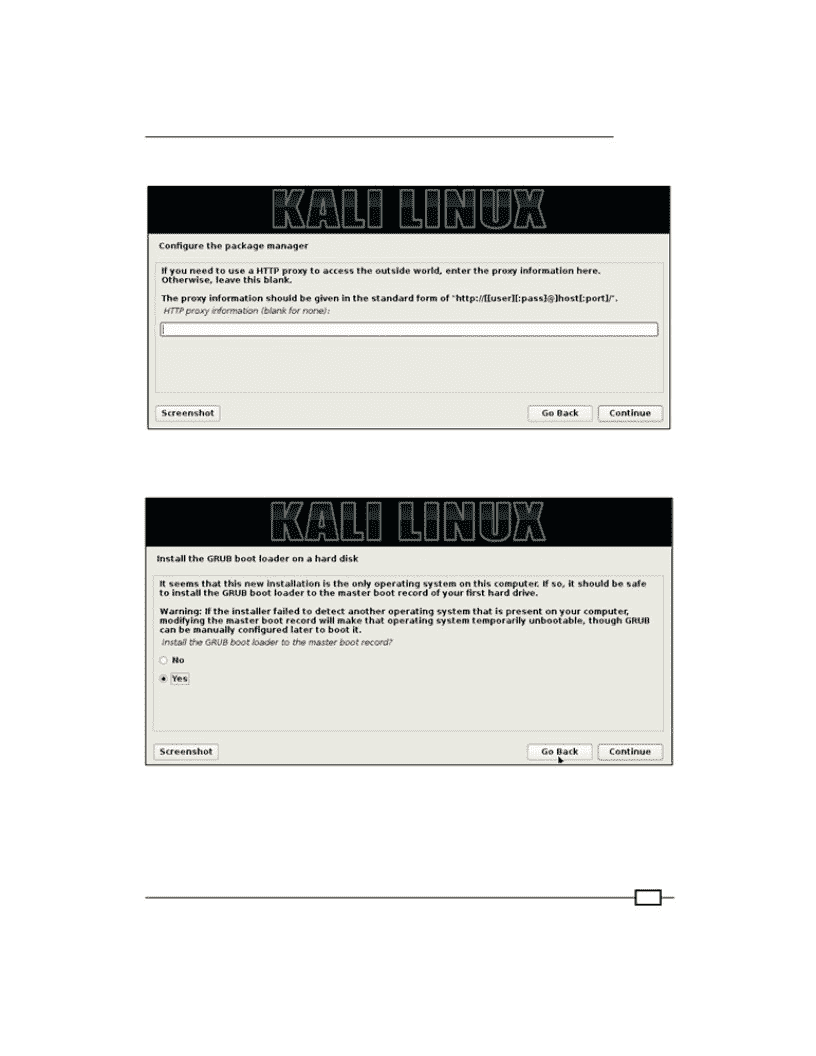 KALI LINUX
Configure the package manager
If you need to use a HTTP proxy to access the outside world, enter the proxy information here.
Otherwise, leave this blank.
The proxy information should be given in the standard form of "http://[[user][:pass]@]host[:port]/".
HTTP proxy information (blank for none):
Screenshot
Go Back
Continue
KALI LINUX
Install the GRUB boot loader on a hard disk
It seems that this new installation is the only operating system on this computer. If so, it should be safe
to install the GRUB boot loader to the master boot record of your first hard drive.
Warning: If the installer failed to detect another operating system that is present on your computer,
modifying the master boot record will make that operating system temporarily unbootable, though GRUB
can be manually configured later to boot it.
Install the GRUB boot loader to the master boot record?
No
Yes
Screenshot
Go Back
Continue